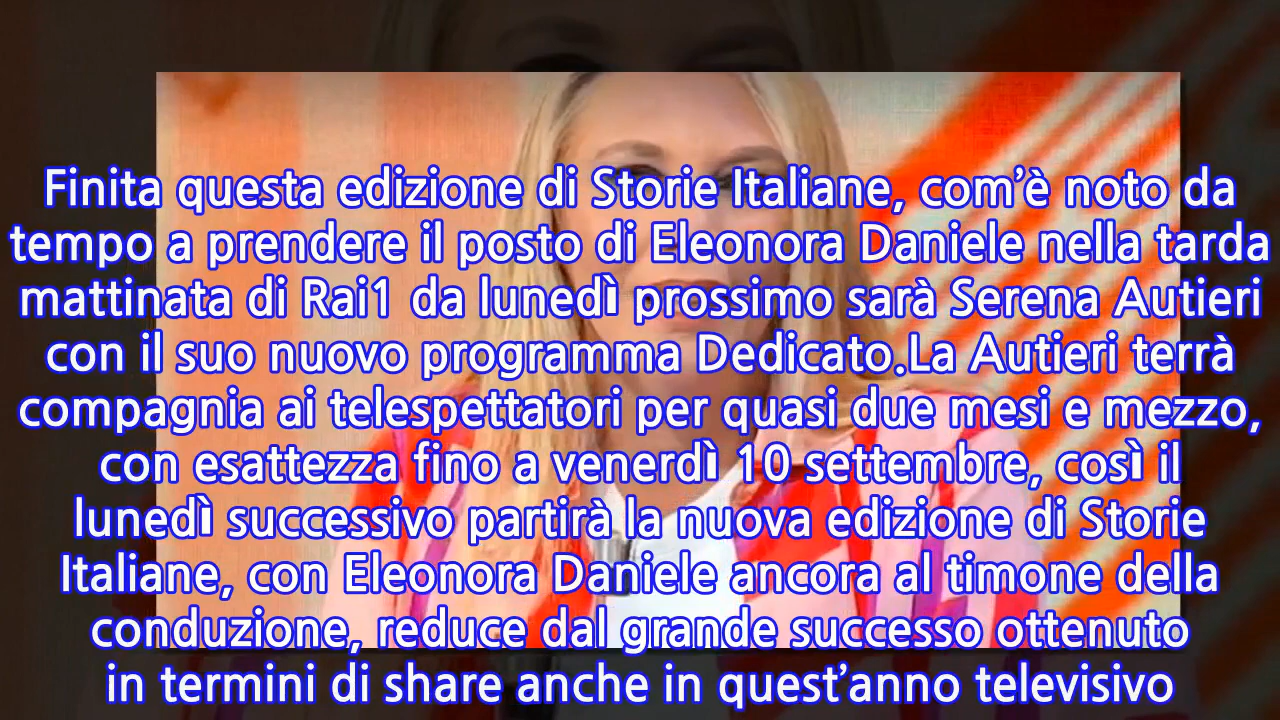 Finita questa edizione di Storie Italiane, com’è noto da
tempo a prendere il posto di Eleonora Daniele nella tarda
mattinata di Rai1 da lunedì prossimo sarà Serena Autieri
con il suo nuovo programma Dedicato.La Autieri terrà
compagnia ai telespettatori per quasi due mesi e mezzo,
con esattezza fino a venerdì 10 settembre, così il
lunedì successivo partirà la nuova edizione di Storie
Italiane, con Eleonora Daniele ancora al timone della
conduzione, reduce dal grande successo ottenuto
in termini di share anche in quest’anno televisivo